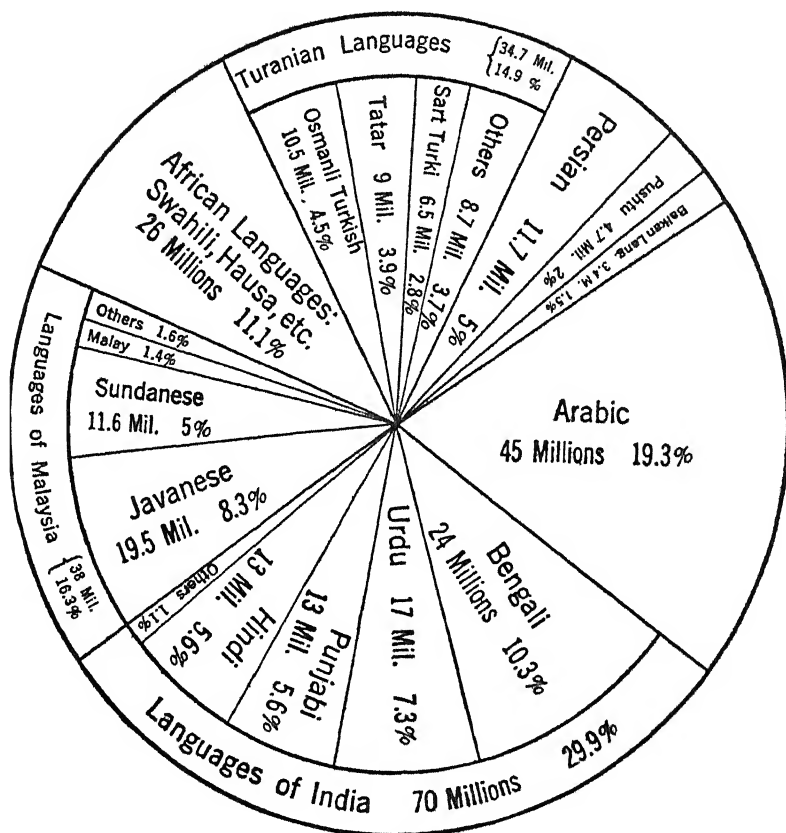 Turanian Languages
{34.7 Mil.
14.9 %
Osmanli Turkish
10.5 Mil., 4.5%
Tatar 9 Mil. 3.9%
Sart Turki 6.5 Mil. 2.8%
Others 8.7 Mil. 3.7%
Persian 11.7 Mil. 5%
Pushtu 4.7 Mil. 2%
Balkan Lang. 3.4 M. 1.5%
Arabic
45 Millions 19.3%
Bengali
24 Millions 10.3%
Urdu 17 Mil. 7.3%
Punjabi
13 Mil. 5.6%
Hindi
13 Mil. 5.6%
Others 1.1%
Languages of India 70 Millions 29.9%
Javanese
19.5 Mil. 8.3%
Sundanese
11.6 Mil. 5%
Malay 1.4%
Others 1.6%
Languages of Malaysia
{38 Mil.
16.3%
African Languages:
Swahili, Hausa, etc.
26 Millions
11.1%